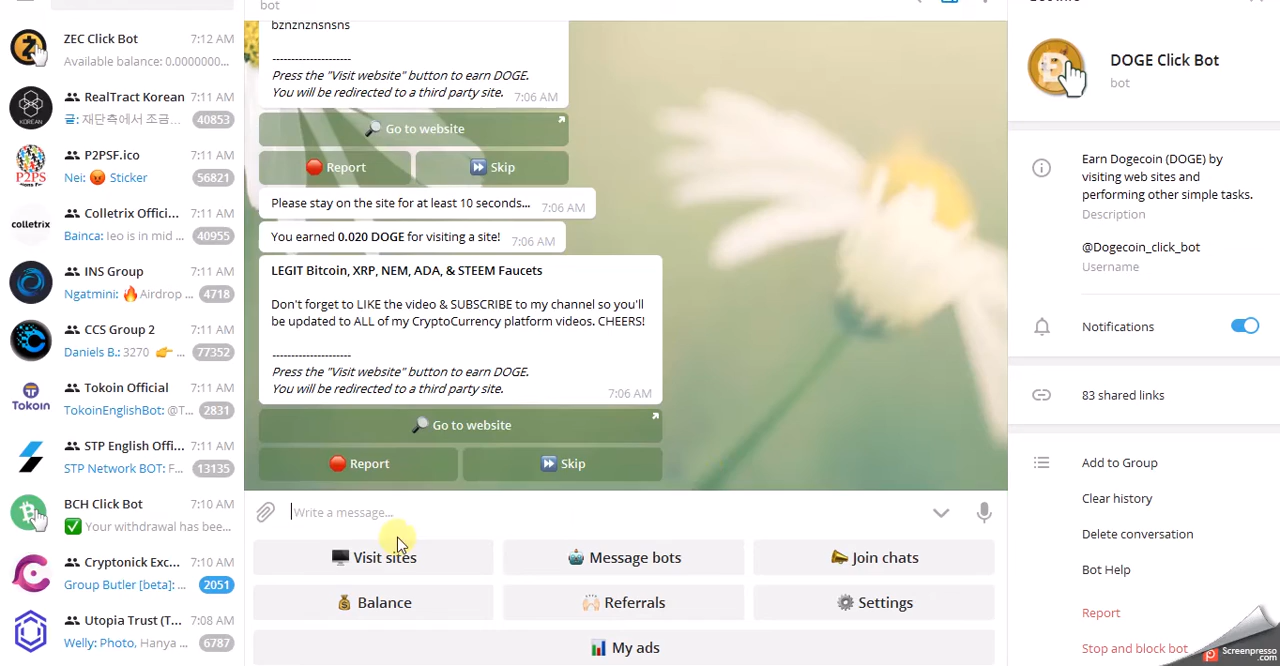 ZEC Click Bot 7:12 AM
Available balance: 0.0000000...
RealTract Korean 7:11 AM
글: 재단측에서 조금... 40853
KOREAN
P2PSF.ico 7:11 AM
Nei: 😡 Sticker 56821
P2PS
Colletrix Offici... 7:11 AM
Bainca: Ieo is in mid ... 40955
colletrix
INS Group 7:11 AM
Ngatmini: 🔥Airdrop ... 4718
CCS Group 2 7:11 AM
Daniels B.: 3270 👉 ... 77352
Tokoin Official 7:11 AM
TokoinEnglishBot: @T... 2831
TOKOIN
STP English Offi... 7:11 AM
STP Network BOT: F... 13135
BCH Click Bot 7:10 AM
✅ Your withdrawal has bee...
Cryptonick Exc... 7:10 AM
Group Butler [beta]: ... 2051
Utopia Trust (T... 7:08 AM
Welly: Photo, Hanya ... 6787
bot
bznznznsnsns
--------------------
Press the "Visit website" button to earn DOGE.
You will be redirected to a third party site. 7:06 AM
🔎 Go to website
🛑 Report ⏩ Skip
Please stay on the site for at least 10 seconds... 7:06 AM
You earned 0.020 DOGE for visiting a site! 7:06 AM
LEGIT Bitcoin, XRP, NEM, ADA, & STEEM Faucets
Don't forget to LIKE the video & SUBSCRIBE to my channel so you'll
be updated to ALL of my CryptoCurrency platform videos. CHEERS!
--------------------
Press the "Visit website" button to earn DOGE.
You will be redirected to a third party site. 7:06 AM
🔎 Go to website
🛑 Report ⏩ Skip
Write a message...
🖥 Visit sites 🤖 Message bots 📣 Join chats
💰 Balance 🙌🏻 Referrals ⚙ Settings
📊 My ads
DOGE Click Bot
bot
Earn Dogecoin (DOGE) by
visiting web sites and
performing other simple tasks.
Description
@Dogecoin_click_bot
Username
Notifications
83 shared links
Add to Group
Clear history
Delete conversation
Bot Help
Report
Stop and block bot
Screenpresso
.com